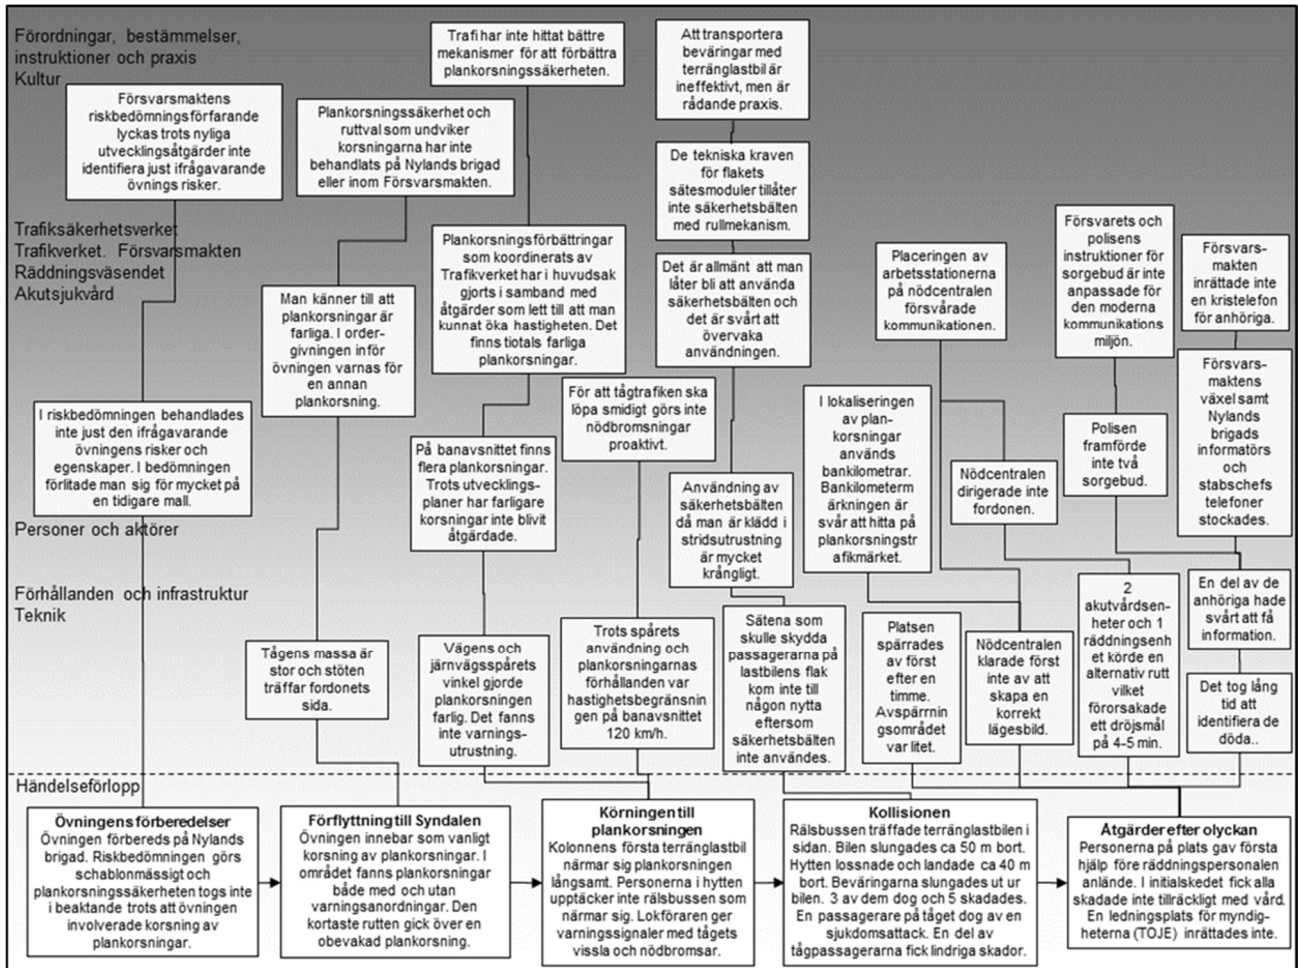 Förordningar, bestämmelser,
instruktioner och praxis
Kultur
Försvarsmaktens
riskbedömningsförfarande
lyckas trots nyliga
utvecklingsåtgärder inte
identifiera just ifrågavarande
övnings risker.
Plankorsningssäkerhet och
ruttval som undviker
korsningarna har inte
behandlats på Nylands brigad
eller inom Försvarsmakten.
Trafi har inte hittat bättre
mekanismer för att förbättra
plankorsningssäkerheten.
Att transportera
beväringar med
terränglastbil är
ineffektivt, men är
rådande praxis.
De tekniska kraven
för flakets
sätesmoduler tillåter
inte säkerhetsbälten
med rullmekanism.
Trafiksäkerhetsverket
Trafikverket. Försvarsmakten
Räddningsväsendet
Akutsjukvård
Man känner till att
plankorsningar är
farliga. I order-
givningen inför
övningen varnas för
en annan
plankorsning.
Plankorsningsförbättringar
som koordinerats av
Trafikverket har i huvudsak
gjorts i samband med
åtgärder som lett till att man
kunnat öka hastigheten. Det
finns tiotals farliga
plankorsningar.
Det är allmänt att man
låter bli att använda
säkerhetsbälten och
det är svårt att
övervaka
användningen.
Placeringen av
arbetsstationerna
på nödcentralen
försvårade
kommunikationen.
Försvarets och
polisens
instruktioner för
sorgebud är inte
anpassade för
den moderna
kommunikations
miljön.
Försvars-
makten
inrättade inte
en kristelefon
för anhöriga.
I riskbedömningen behandlades
inte just den ifrågavarande
övningens risker och
egenskaper. I bedömningen
förlitade man sig för mycket på
en tidigare mall.
På banavsnittet finns
flera plankorsningar.
Trots utvecklings-
planer har farligare
korsningar inte blivit
åtgärdade.
För att tågtrafiken ska
löpa smidigt görs inte
nödbromsningar
proaktivt.
Användning av
säkerhetsbälten
då man är klädd i
stridsutrustning
är mycket
krångligt.
I lokaliseringen
av plan-
korsningar
används
bankilometrar.
Bankilometerm
ärkningen är
svår att hitta på
plankorsningstr
afikmärket.
Nödcentralen
dirigerade inte
fordonen.
Polisen
framförde
inte två
sorgebud.
Försvars-
maktens
växel samt
Nylands
brigads
informatörs
och
stabschefs
telefoner
stockades.
Personer och aktörer
Förhållanden och infrastruktur
Teknik
Tågens massa är
stor och stöten
träffar fordonets
sida.
Vägens och
järnvägsspårets
vinkel gjorde
plankorsningen
farlig. Det fanns
inte varnings-
utrustning.
Trots spårets
användning och
plankorsningarnas
förhållanden var
hastighetsbegränsnin
gen på banavsnittet
120 km/h.
Sätena som
skulle skydda
passagerarna på
lastbilens flak
kom inte till
någon nytta
eftersom
säkerhetsbälten
inte användes.
Platsen
spärrades
av först
efter en
timme.
Avspärrnin
gsområdet
var litet.
Nödcentralen
klarade först
inte av att
skapa en
korrekt
lägesbild.
2
akutvårdsen-
heter och 1
räddningsenh
et körde en
alternativ rutt
vilket
förorsakade
ett dröjsmål
på 4-5 min.
En del av de
anhöriga hade
svårt att få
information.
Det tog lång
tid att
identifiera de
döda..
Händelseförlopp
Övningens förberedelser
Övningen förbereds på Nylands
brigad. Riskbedömningen görs
schablonmässigt och
plankorsningssäkerheten togs inte
i beaktande trots att övningen
involverade korsning av
plankorsningar.
Förflyttning till Syndalen
Övningen innebar som vanligt
korsning av plankorsningar. I
området fanns plankorsningar
både med och utan
varningsanordningar. Den
kortaste rutten gick över en
obevakad plankorsning.
Körningen till
plankorsningen
Kolonnens första terränglastbil
närmar sig plankorsningen
långsamt. Personerna i hytten
upptäcker inte rälsbussen som
närmar sig. Lokföraren ger
varningssignaler med tågets
vissla och nödbromsar.
Kollisionen
Rälsbussen träffade terränglastbilen i
sidan. Bilen slungades ca 50 m bort.
Hytten lossnade och landade ca 40 m
bort. Beväringarna slungades ut ur
bilen. 3 av dem dog och 5 skadades.
En passagerare på tåget dog av en
sjukdomsattack. En del av
tågpassagerarna fick lindriga skador.
Åtgärder efter olyckan
Personerna på plats gav första
hjälp före räddningspersonalen
anlände. I initialskedet fick alla
skadade inte tillräckligt med vård.
En ledningsplats för myndig-
heterna (TOJE) inrättades inte.